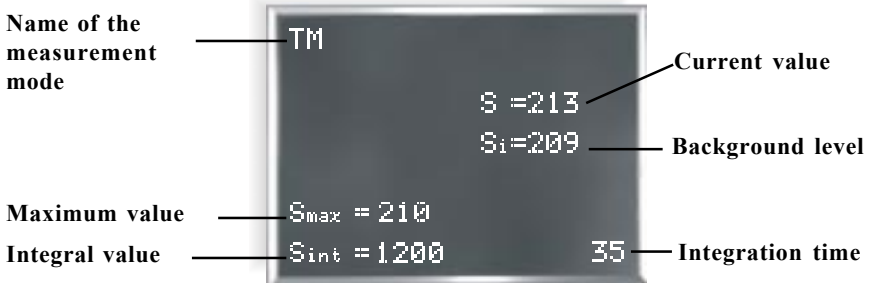 Name of the
measurement
mode
TM
Current value
S =213
Si=209
Background level
Maximum value
Smax = 210
Integral value
Sint = 1200
35
Integration time